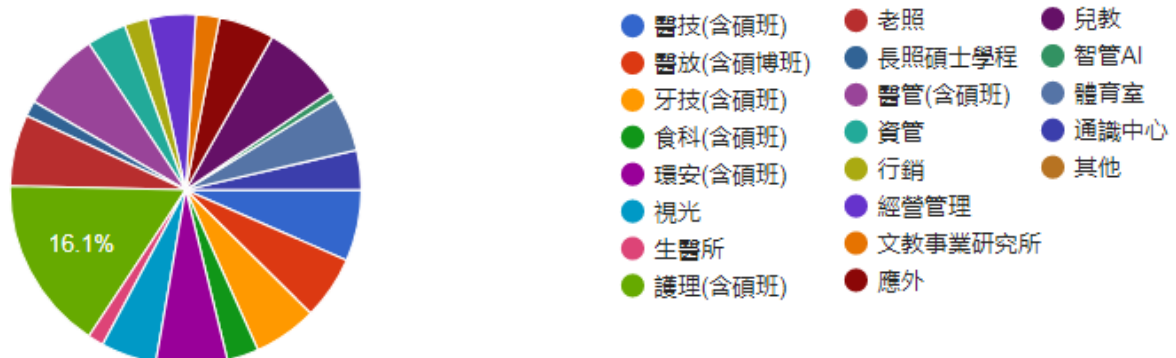 16.1%
醫技(含碩班)
醫放(含碩博班)
牙技(含碩班)
食科(含碩班)
環安(含碩班)
視光
生醫所
護理(含碩班)
老照
長照碩士學程
醫管(含碩班)
資管
行銷
經營管理
文教事業研究所
應外
兒教
智管AI
體育室
通識中心
其他